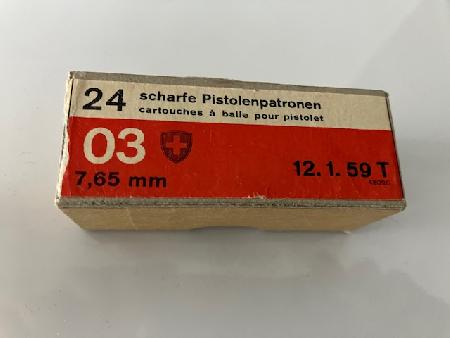 24 scharfe Pistolenpatronen
cartouches à balle pour pistolet
03
7,65 mm
12. 1. 59 T